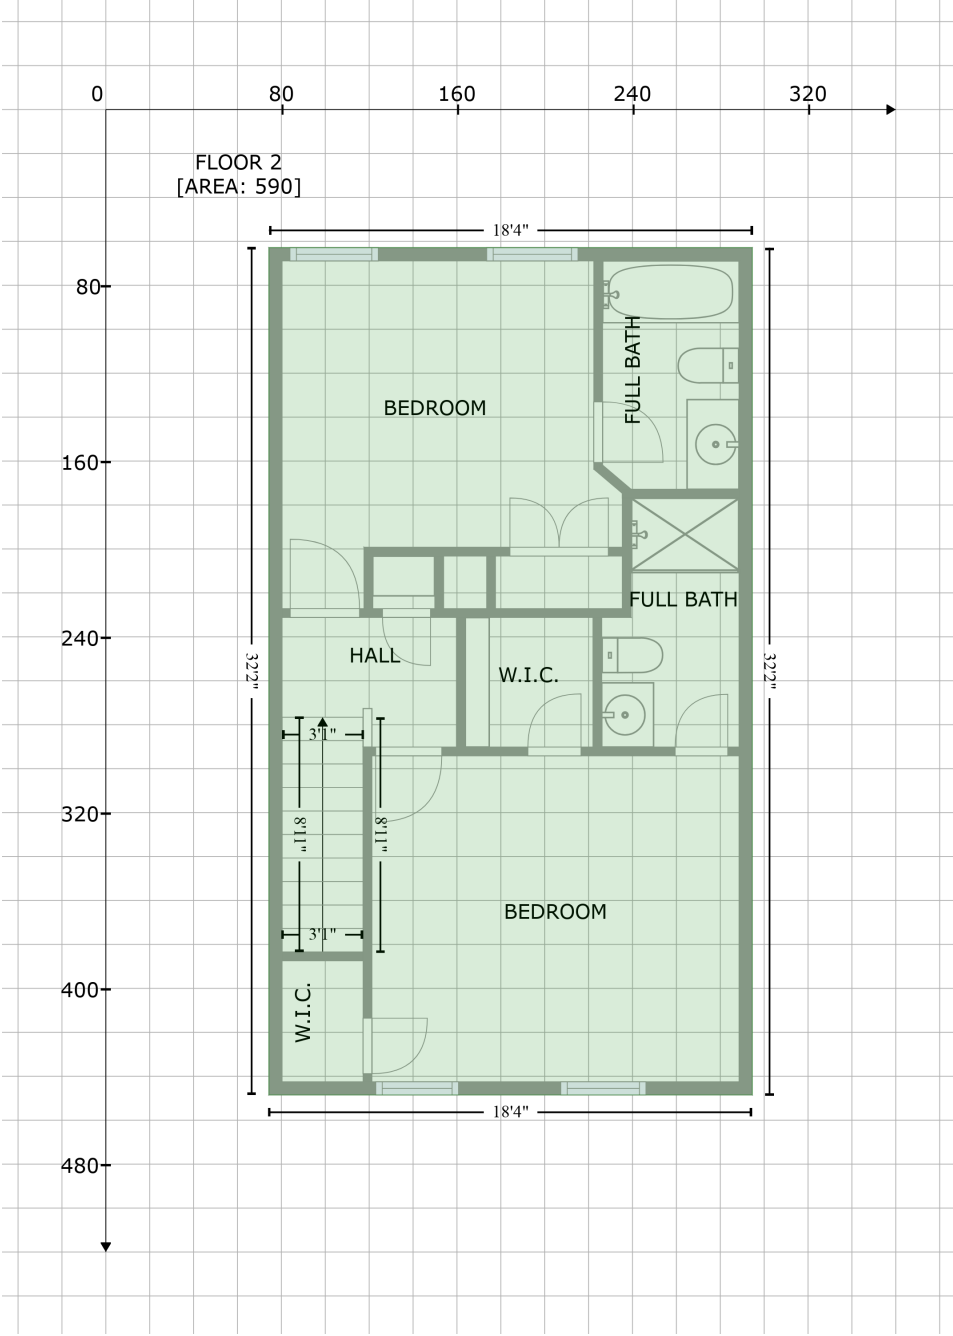 0
80
160
240
320
FLOOR 2
[AREA: 590]
18'4"
80
FULL BATH
BEDROOM
160
FULL BATH
240
HALL
32'2"
W.I.C.
32'2"
3'1"
320
8'11"
8'11"
BEDROOM
3'1"
400
W.I.C.
18'4"
480